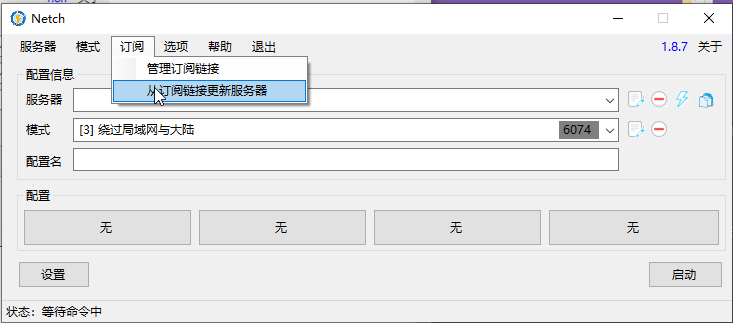 Netch
服务器 模式 订阅 选项 帮助 退出 1.8.7 关于
管理订阅链接
配置信息
从订阅链接更新服务器
服务器
模式 [3] 绕过局域网与大陆 6074
配置名
配置
无 无 无 无
设置 启动
状态：等待命令中